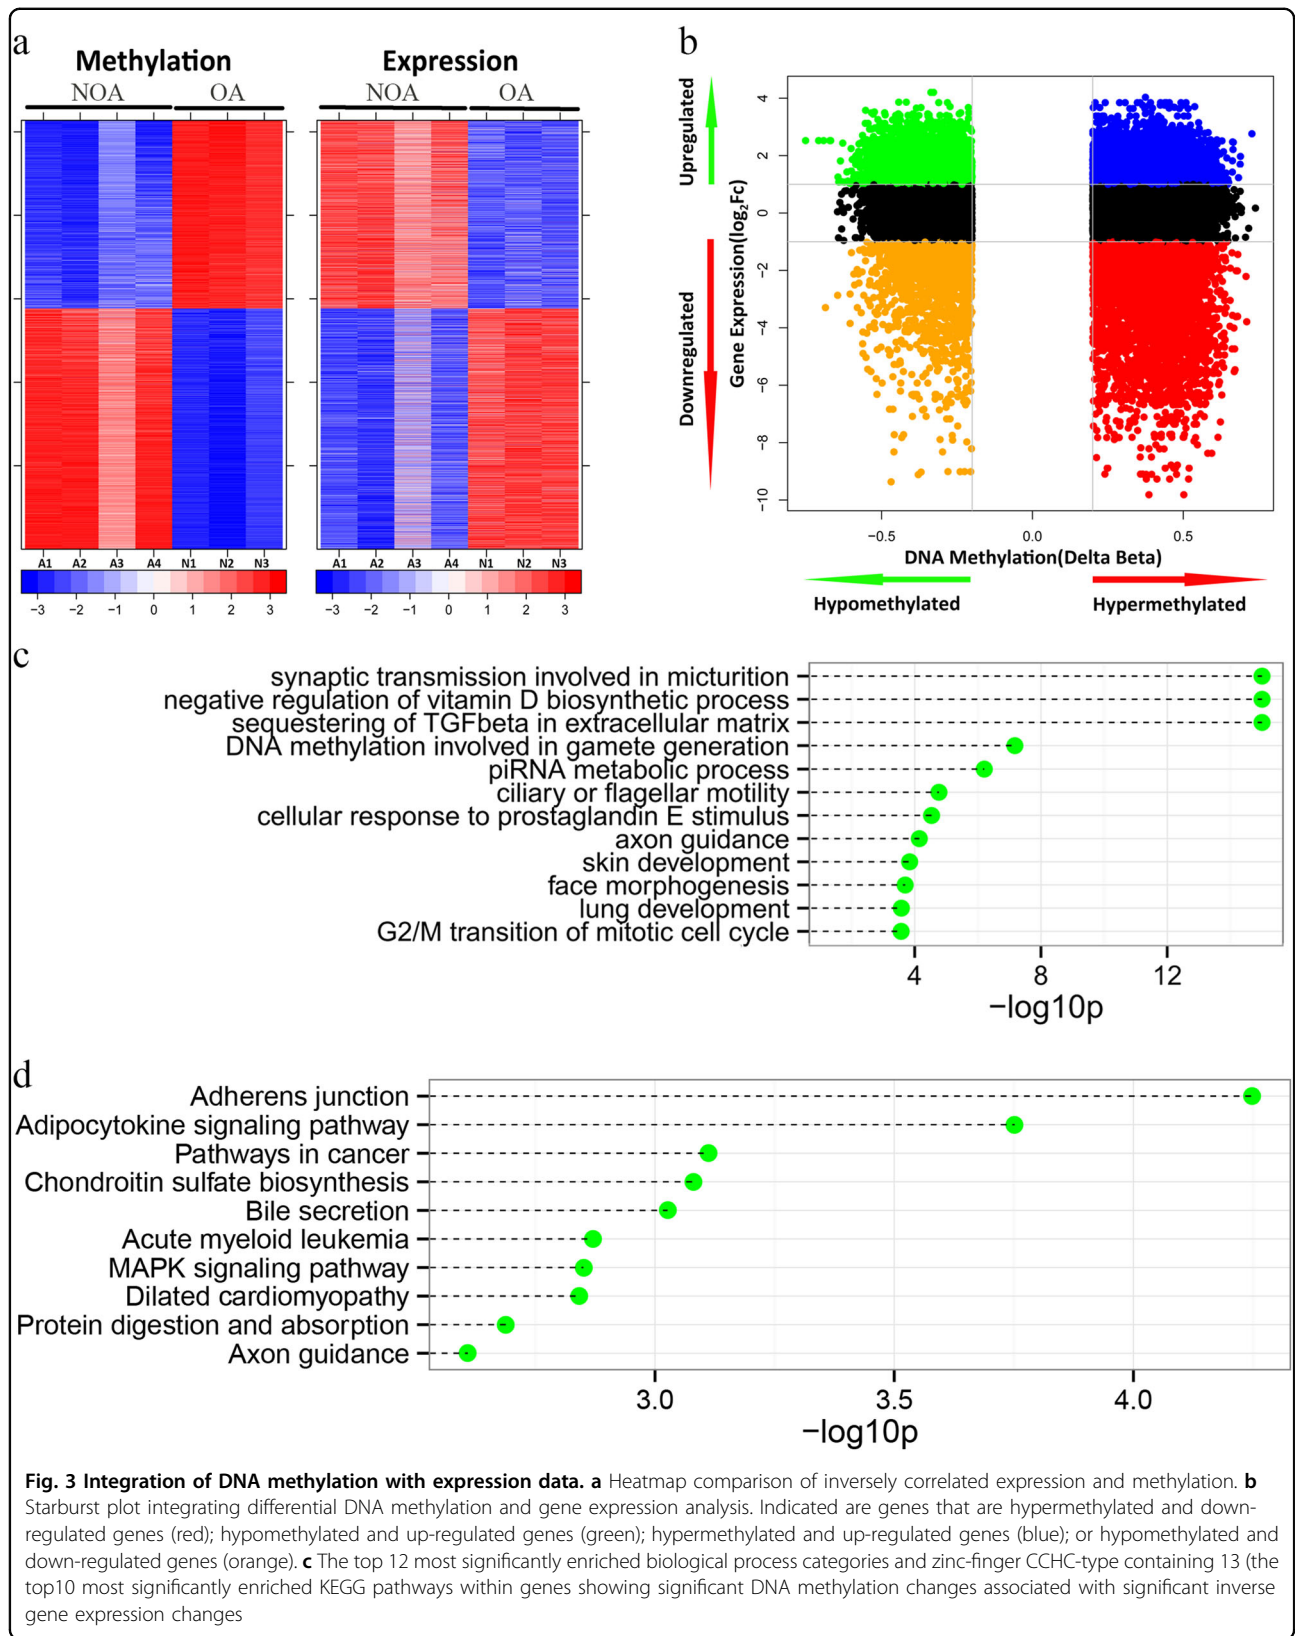 a
Methylation
NOA OA
Expression
NOA OA
A1 A2 A3 A4 N1 N2 N3
−3 −2 −1 0 1 2 3
A1 A2 A3 A4 N1 N2 N3
−3 −2 −1 0 1 2 3
b
Upregulated
Downregulated
Gene Expression(log₂Fc)
4
2
0
−2
−4
−6
−8
−10
−0.5 0.0 0.5
DNA Methylation(Delta Beta)
Hypomethylated Hypermethylated
c
synaptic transmission involved in micturition
negative regulation of vitamin D biosynthetic process
sequestering of TGFbeta in extracellular matrix
DNA methylation involved in gamete generation
piRNA metabolic process
ciliary or flagellar motility
cellular response to prostaglandin E stimulus
axon guidance
skin development
face morphogenesis
lung development
G2/M transition of mitotic cell cycle
4 8 12
−log10p
d
Adherens junction
Adipocytokine signaling pathway
Pathways in cancer
Chondroitin sulfate biosynthesis
Bile secretion
Acute myeloid leukemia
MAPK signaling pathway
Dilated cardiomyopathy
Protein digestion and absorption
Axon guidance
3.0 3.5 4.0
−log10p
Fig. 3 Integration of DNA methylation with expression data. a Heatmap comparison of inversely correlated expression and methylation. b
Starburst plot integrating differential DNA methylation and gene expression analysis. Indicated are genes that are hypermethylated and down-
regulated genes (red); hypomethylated and up-regulated genes (green); hypermethylated and up-regulated genes (blue); or hypomethylated and
down-regulated genes (orange). c The top 12 most significantly enriched biological process categories and zinc-finger CCHC-type containing 13 (the
top10 most significantly enriched KEGG pathways within genes showing significant DNA methylation changes associated with significant inverse
gene expression changes